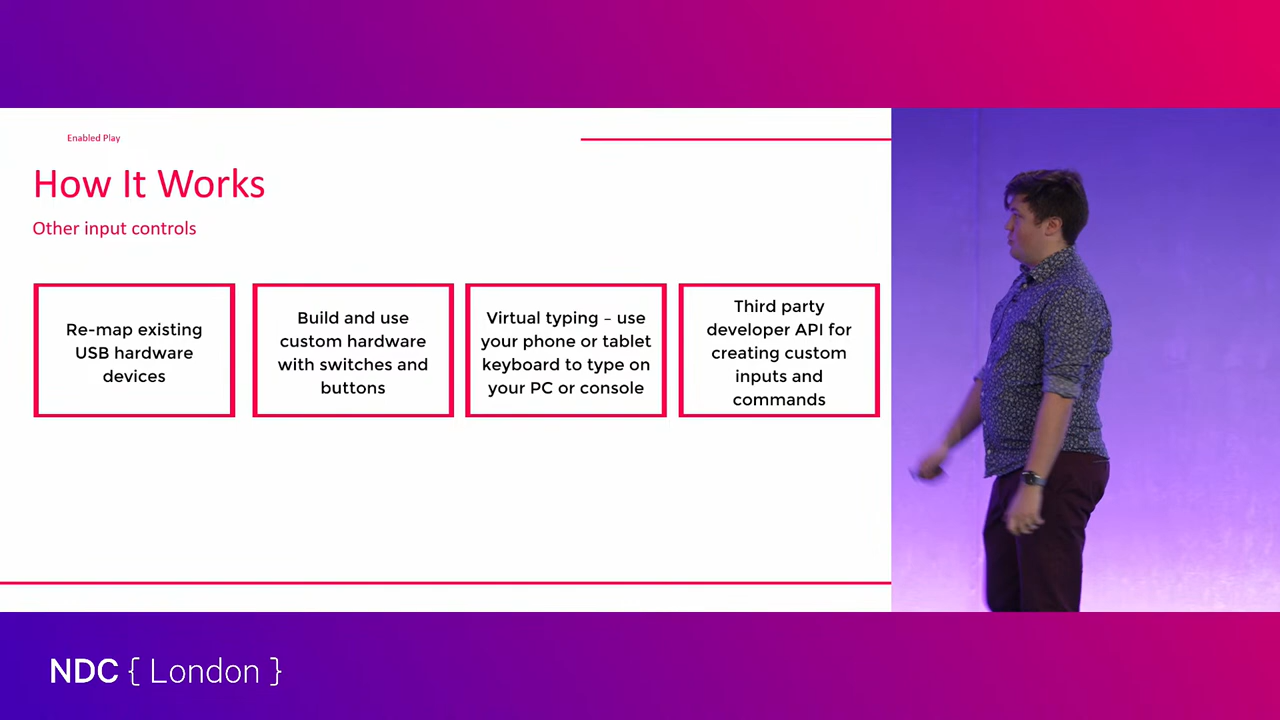 Enabled Play
How It Works
Other input controls
Re-map existing
USB hardware
devices
Build and use
custom hardware
with switches and
buttons
Virtual typing – use
your phone or tablet
keyboard to type on
your PC or console
Third party
developer API for
creating custom
inputs and
commands
NDC { London }